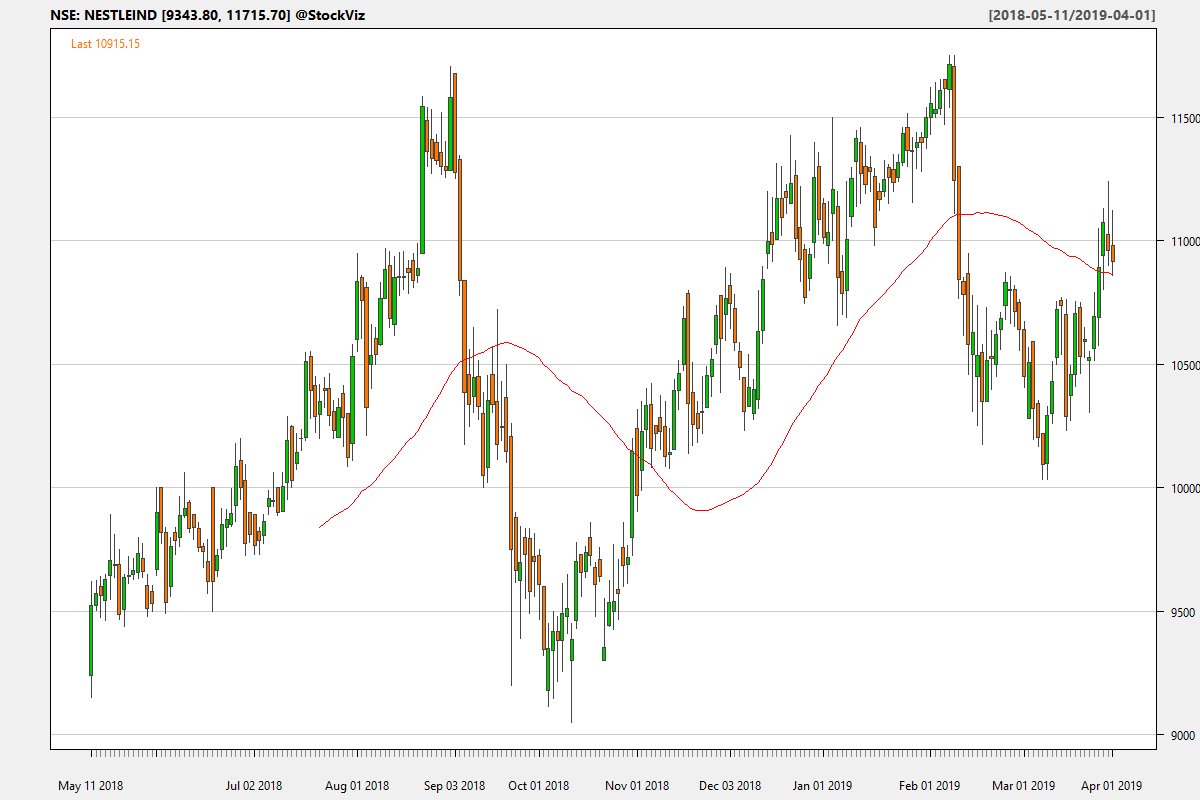 NSE: NESTLEIND [9343.80, 11715.70] @StockViz
[2018-05-11/2019-04-01]
Last 10915.15
11500
11000
10500
10000
9500
9000
May 11 2018
Jul 02 2018
Aug 01 2018
Sep 03 2018
Oct 01 2018
Nov 01 2018
Dec 03 2018
Jan 01 2019
Feb 01 2019
Mar 01 2019
Apr 01 2019